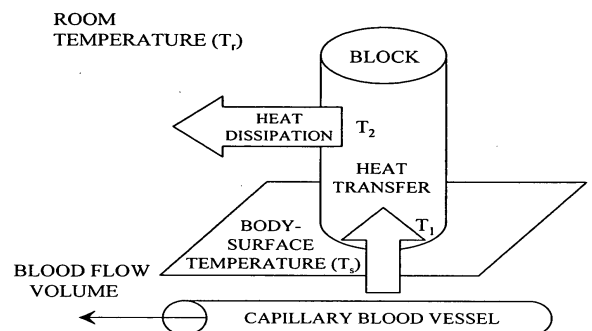 ROOM
TEMPERATURE (Tr)
BLOCK
HEAT
DISSIPATION
T2
HEAT
TRANSFER
T1
BODY-
SURFACE
TEMPERATURE (Ts)
BLOOD FLOW
VOLUME
CAPILLARY BLOOD VESSEL